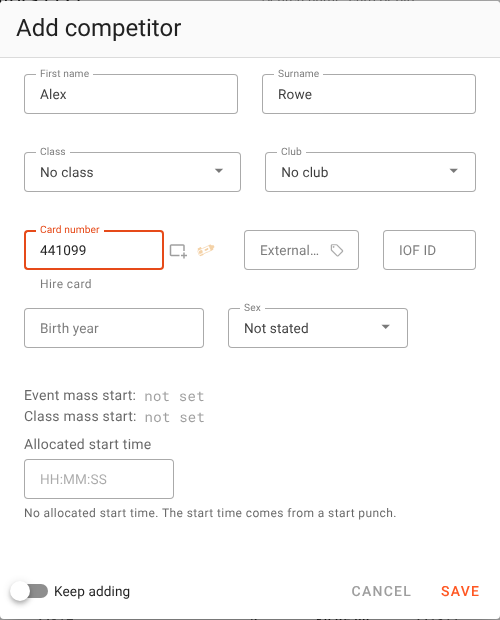 Add competitor
First name
Surname
Alex
Rowe
Class
Club
No class
No club
Card number
441099
External...
IOF ID
Hire card
Birth year
Sex
Not stated
Event mass start: not set
Class mass start: not set
Allocated start time
HH:MM:SS
No allocated start time. The start time comes from a start punch.
Keep adding
CANCEL
SAVE